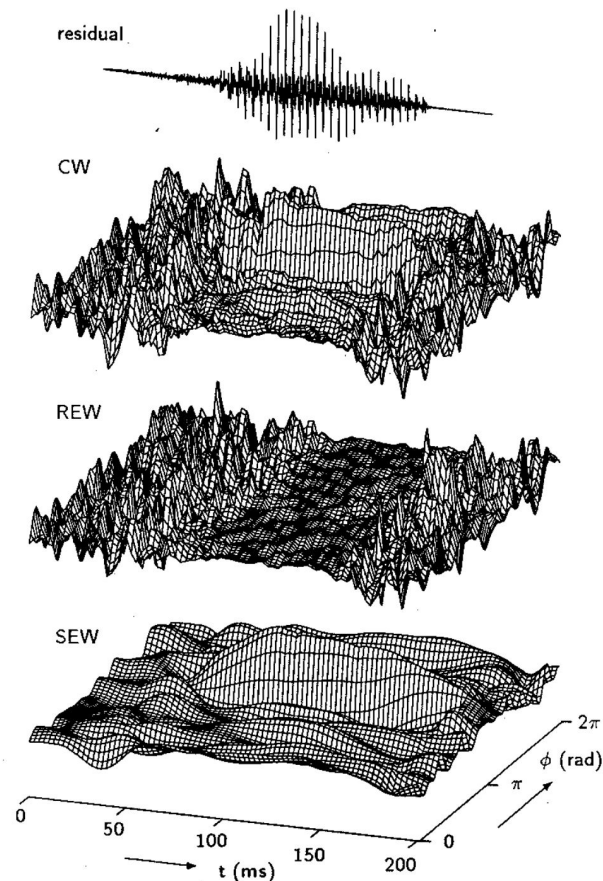 residual
CW
REW
SEW
2π
π
ϕ (rad)
0
0
50
100
150
200
t (ms)